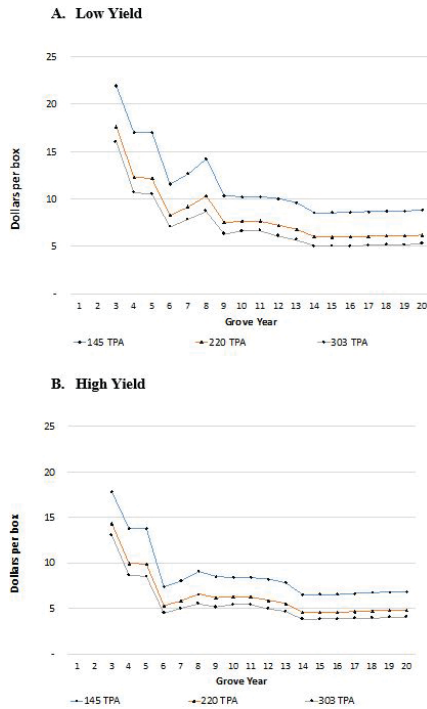 A. Low Yield
25
20
15
10
5
-
Dollars per box
1 2 3 4 5 6 7 8 9 10 11 12 13 14 15 16 17 18 19 20
Grove Year
145 TPA 220 TPA 303 TPA
B. High Yield
25
20
15
10
5
-
Dollars per box
1 2 3 4 5 6 7 8 9 10 11 12 13 14 15 16 17 18 19 20
Grove Year
145 TPA 220 TPA 303 TPA